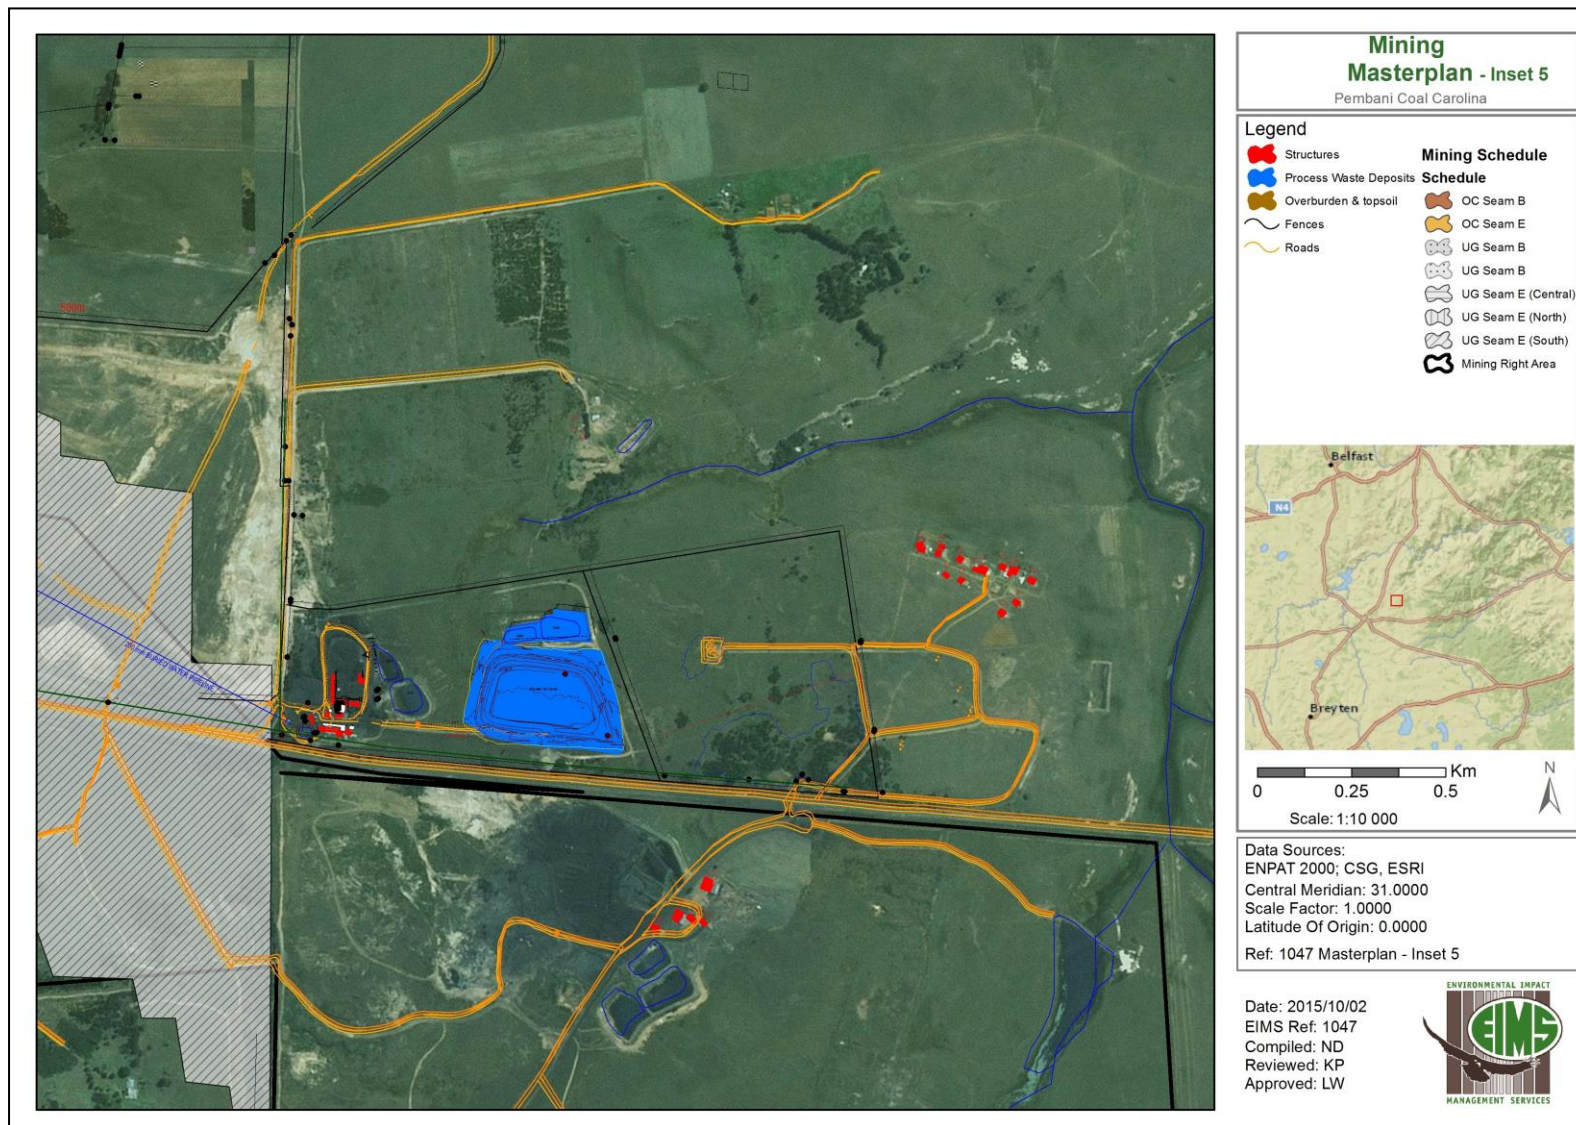 Mining
Masterplan - Inset 5
Pembani Coal Carolina
Legend
Structures
Process Waste Deposits
Overburden & topsoil
Fences
Roads
Mining Schedule
Schedule
OC Seam B
OC Seam E
UG Seam B
UG Seam B
UG Seam E (Central)
UG Seam E (North)
UG Seam E (South)
Mining Right Area
500m
BURIED WATER PIPELINE
Belfast
N4
Breyten
Km
0 0.25 0.5
N
Scale: 1:10 000
Data Sources:
ENPAT 2000; CSG, ESRI
Central Meridian: 31.0000
Scale Factor: 1.0000
Latitude Of Origin: 0.0000
Ref: 1047 Masterplan - Inset 5
Date: 2015/10/02
EIMS Ref: 1047
Compiled: ND
Reviewed: KP
Approved: LW
ENVIRONMENTAL IMPACT
EIMS
MANAGEMENT SERVICES